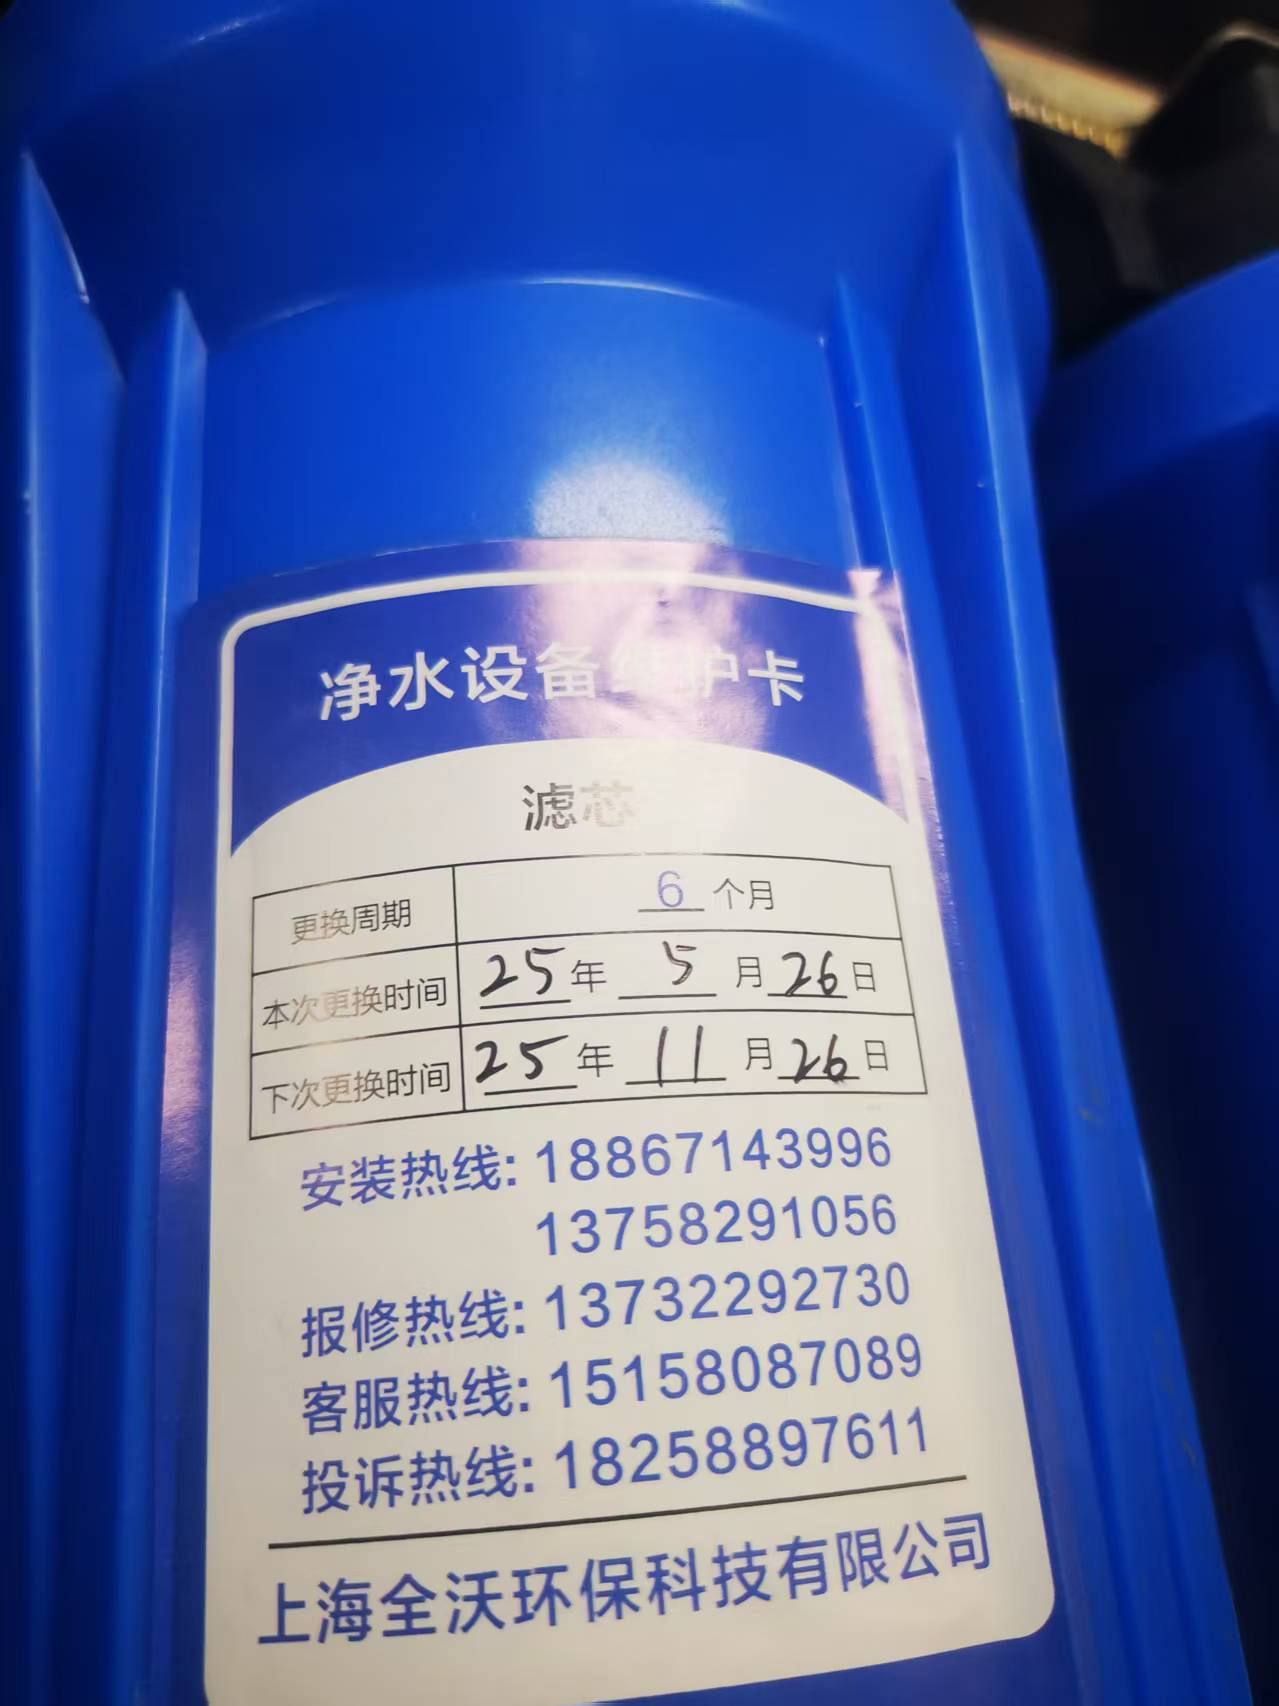 净水设备维护卡
滤芯
更换周期 6 个月
本次更换时间 25 年 5 月 26 日
下次更换时间 25 年 11 月 26 日
安装热线: 18867143996
13758291056
报修热线: 13732292730
客服热线: 15158087089
投诉热线: 18258897611
上海全沃环保科技有限公司